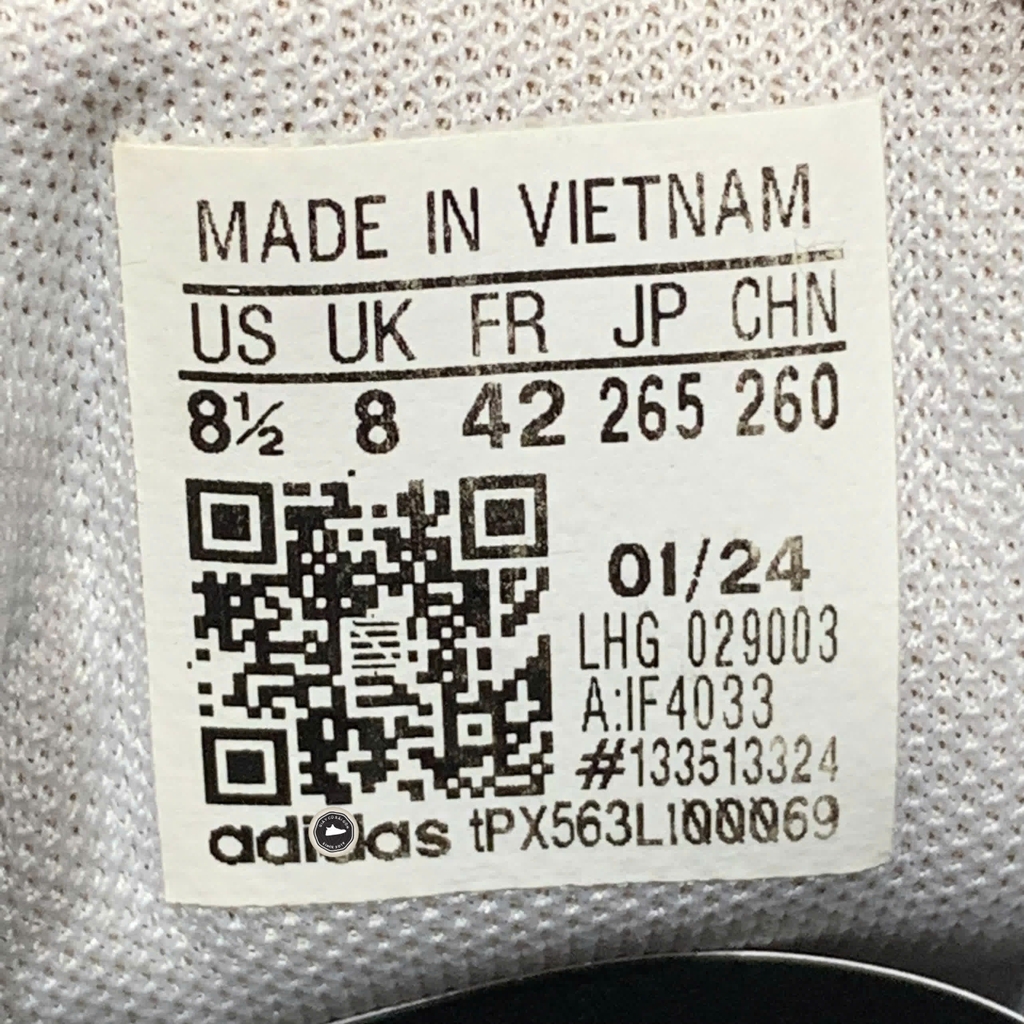 MADE IN VIETNAM
US UK FR JP CHN
8½ 8 42 265 260
01/24
LHG 029003
A:IF4033
#133513324
adidas tPX563L100069